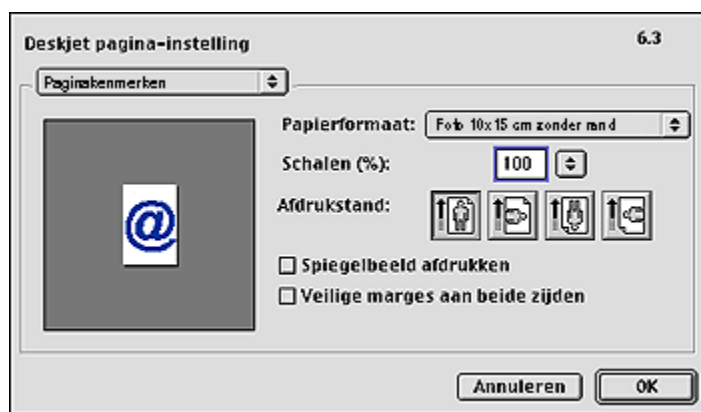 Deskjet pagina-instelling
6.3
Paginakenmerken
Papierformaat: Foto 10x15 cm zonder rand
Schalen (%): 100
Afdrukstand:
@
Spiegelbeeld afdrukken
Veilige marges aan beide zijden
Annuleren OK